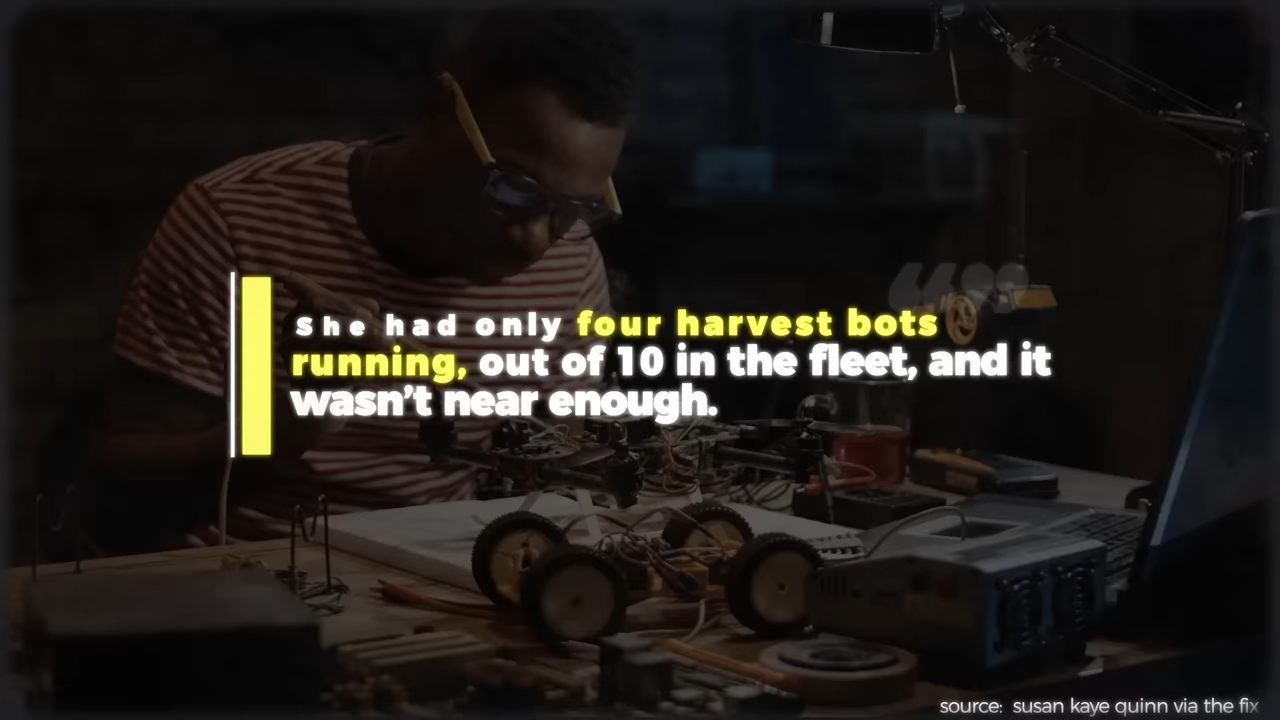 She had only four harvest bots
running, out of 10 in the fleet, and it
wasn't near enough.
source: susan kaye quinn via the fix